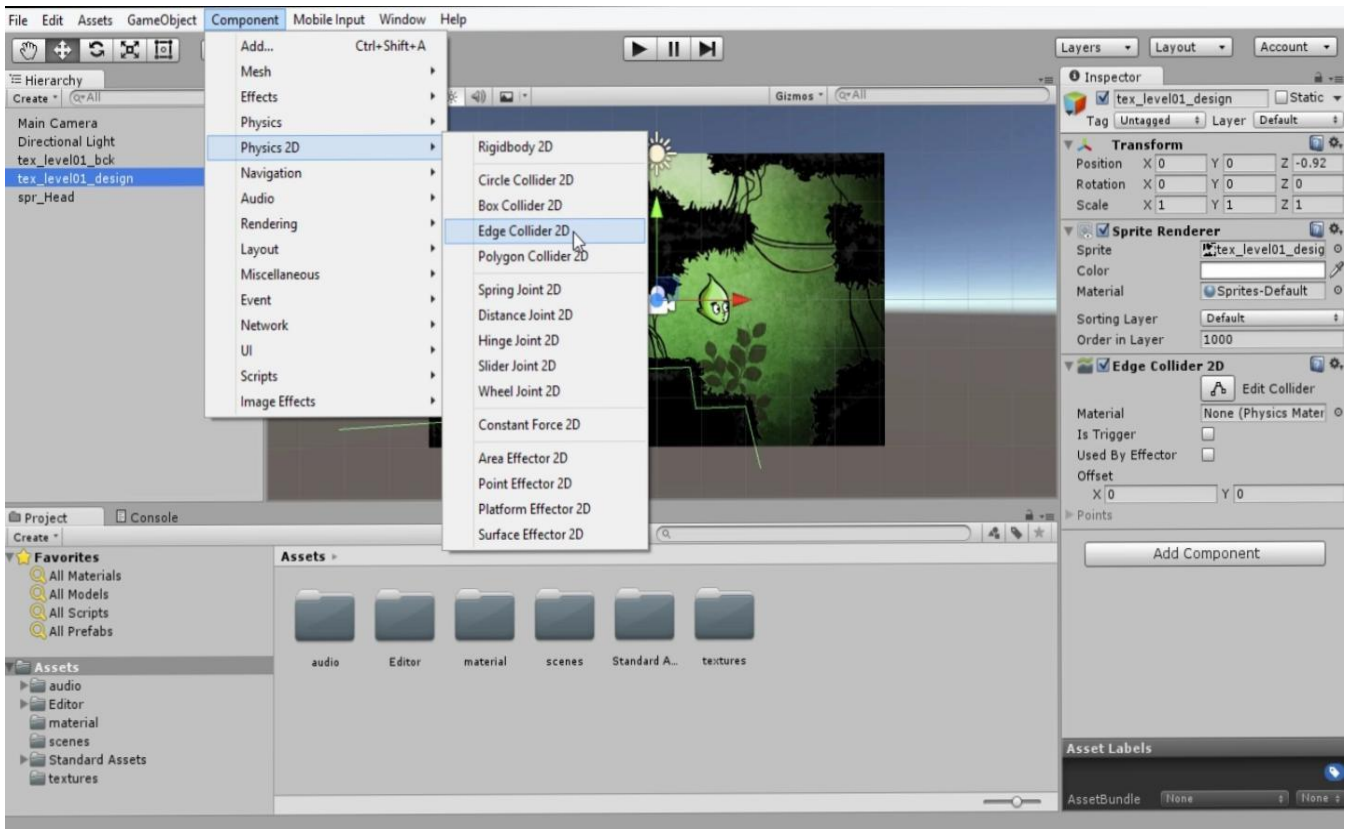 File Edit Assets GameObject Component Mobile Input Window Help
Layers Layout Account
Hierarchy
Create All
Main Camera
Directional Light
tex_level01_bck
tex_level01_design
spr_Head
Add... Ctrl+Shift+A
Mesh
Effects
Physics
Physics 2D
Navigation
Audio
Rendering
Layout
Miscellaneous
Event
Network
UI
Scripts
Image Effects
Rigidbody 2D
Circle Collider 2D
Box Collider 2D
Edge Collider 2D
Polygon Collider 2D
Spring Joint 2D
Distance Joint 2D
Hinge Joint 2D
Slider Joint 2D
Wheel Joint 2D
Constant Force 2D
Area Effector 2D
Point Effector 2D
Platform Effector 2D
Surface Effector 2D
Gizmos All
Inspector
tex_level01_design Static
Tag Untagged Layer Default
Transform
Position X 0 Y 0 Z -0.92
Rotation X 0 Y 0 Z 0
Scale X 1 Y 1 Z 1
Sprite Renderer
Sprite tex_level01_desig
Color
Material Sprites-Default
Sorting Layer Default
Order in Layer 1000
Edge Collider 2D
Edit Collider
Material None (Physics Mater
Is Trigger
Used By Effector
Offset
X 0 Y 0
Points
Add Component
Project Console
Create
Favorites
All Materials
All Models
All Scripts
All Prefabs
Assets
audio
Editor
material
scenes
Standard Assets
textures
Assets
audio Editor material scenes Standard A... textures
Asset Labels
AssetBundle None None